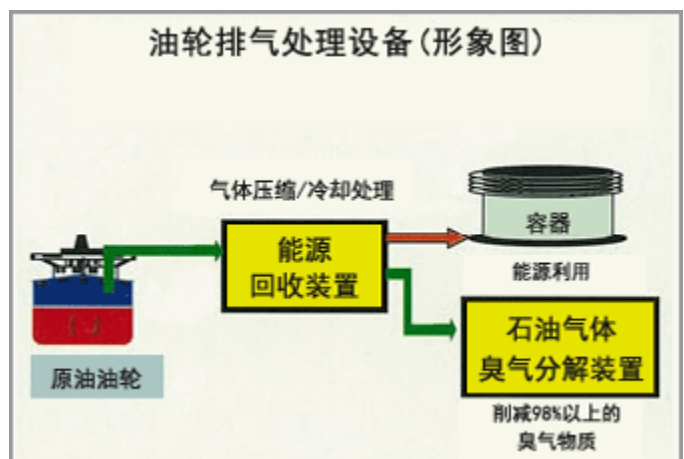 油轮排气处理设备(形象图)
气体压缩/冷却处理
容器
能源
回收装置
能源利用
石油气体
臭气分解装置
原油油轮
削减98%以上的
臭气物质